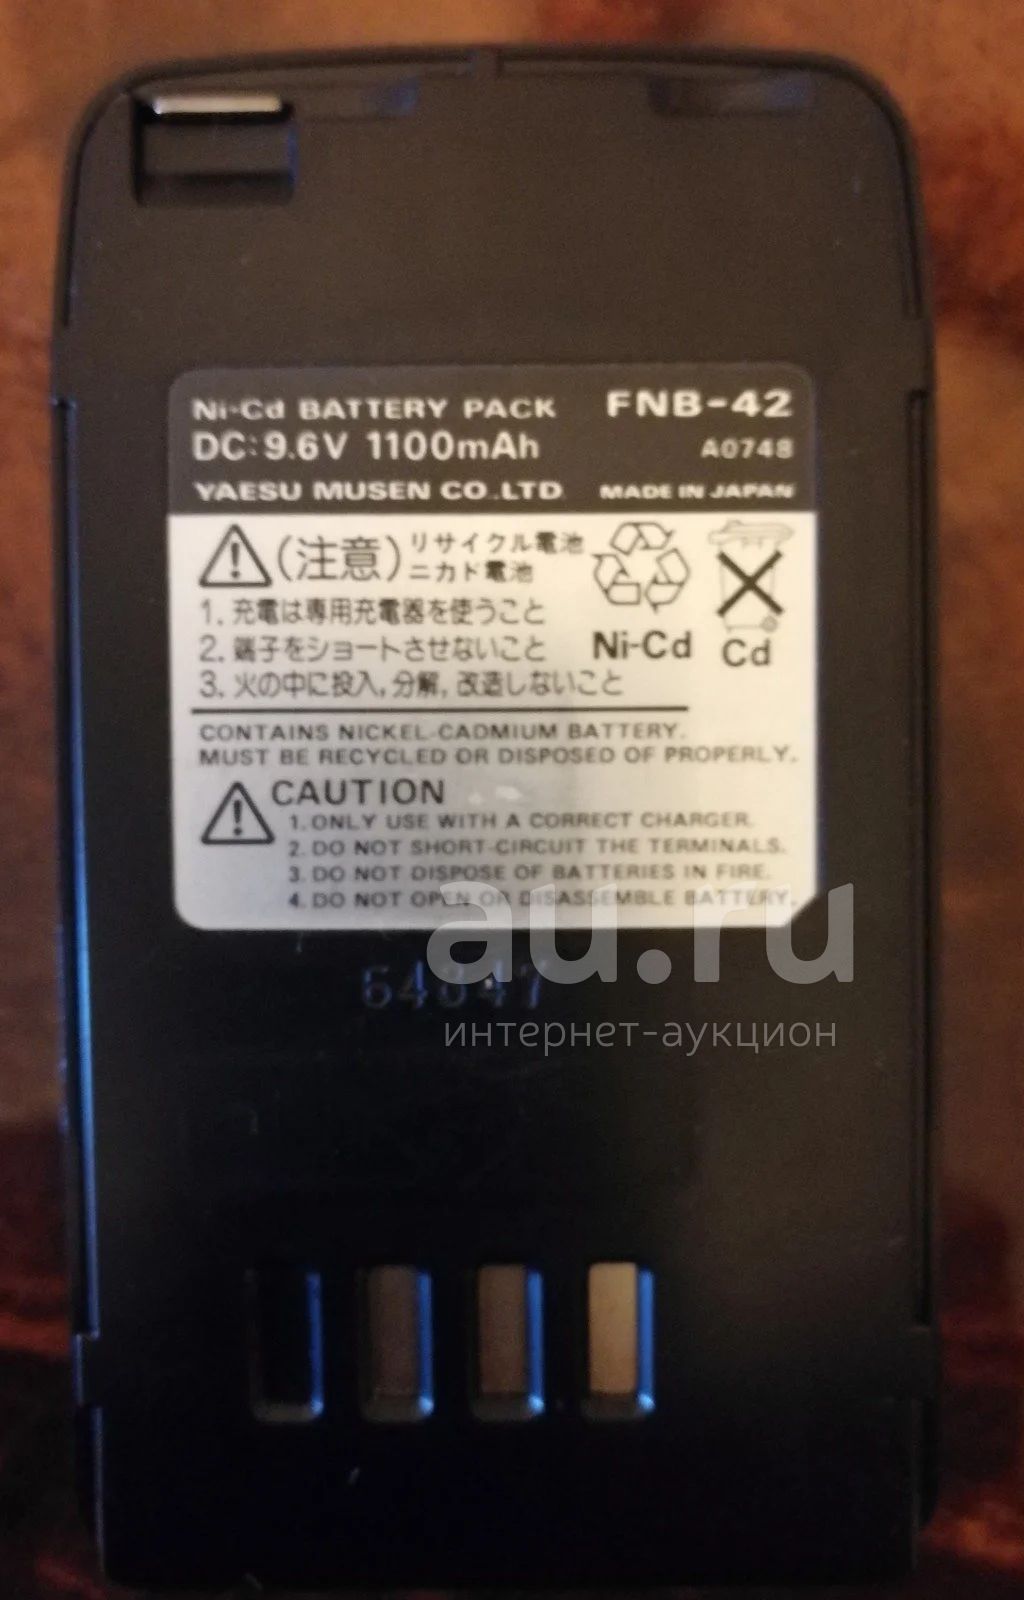 Ni-Cd BATTERY PACK FNB-42
DC:9.6V 1100mAh A0748
YAESU MUSEN CO.LTD. MADE IN JAPAN
(注意) リサイクル電池
ニカド電池
1. 充電は専用充電器を使うこと
2. 端子をショートさせないこと
3. 火の中に投入,分解,改造しないこと
Ni-Cd
Cd
CONTAINS NICKEL-CADMIUM BATTERY.
MUST BE RECYCLED OR DISPOSED OF PROPERLY.
CAUTION
1. ONLY USE WITH A CORRECT CHARGER.
2. DO NOT SHORT-CIRCUIT THE TERMINALS.
3. DO NOT DISPOSE OF BATTERIES IN FIRE.
4. DO NOT OPEN OR DISASSEMBLE BATTERY.
au.ru
интернет-аукцион